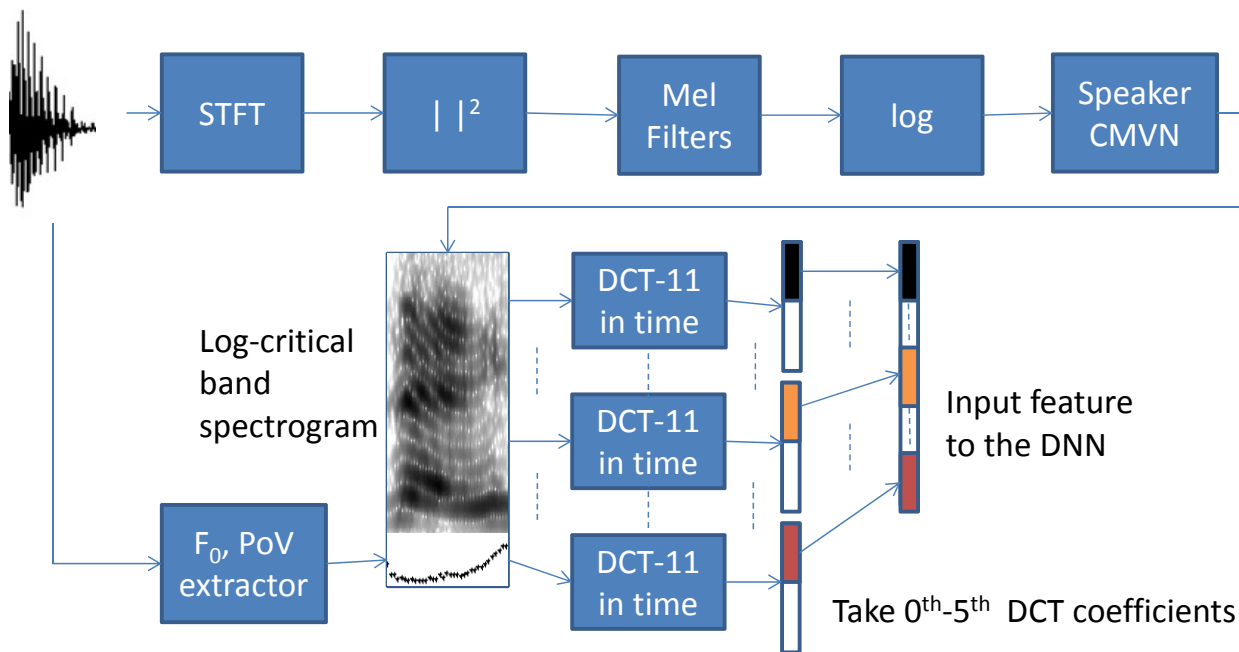 STFT
| |²
Mel
Filters
log
Speaker
CMVN
Log-critical
band
spectrogram
DCT-11
in time
DCT-11
in time
DCT-11
in time
Input feature
to the DNN
F₀, PoV
extractor
Take 0ᵗʰ-5ᵗʰ DCT coefficients